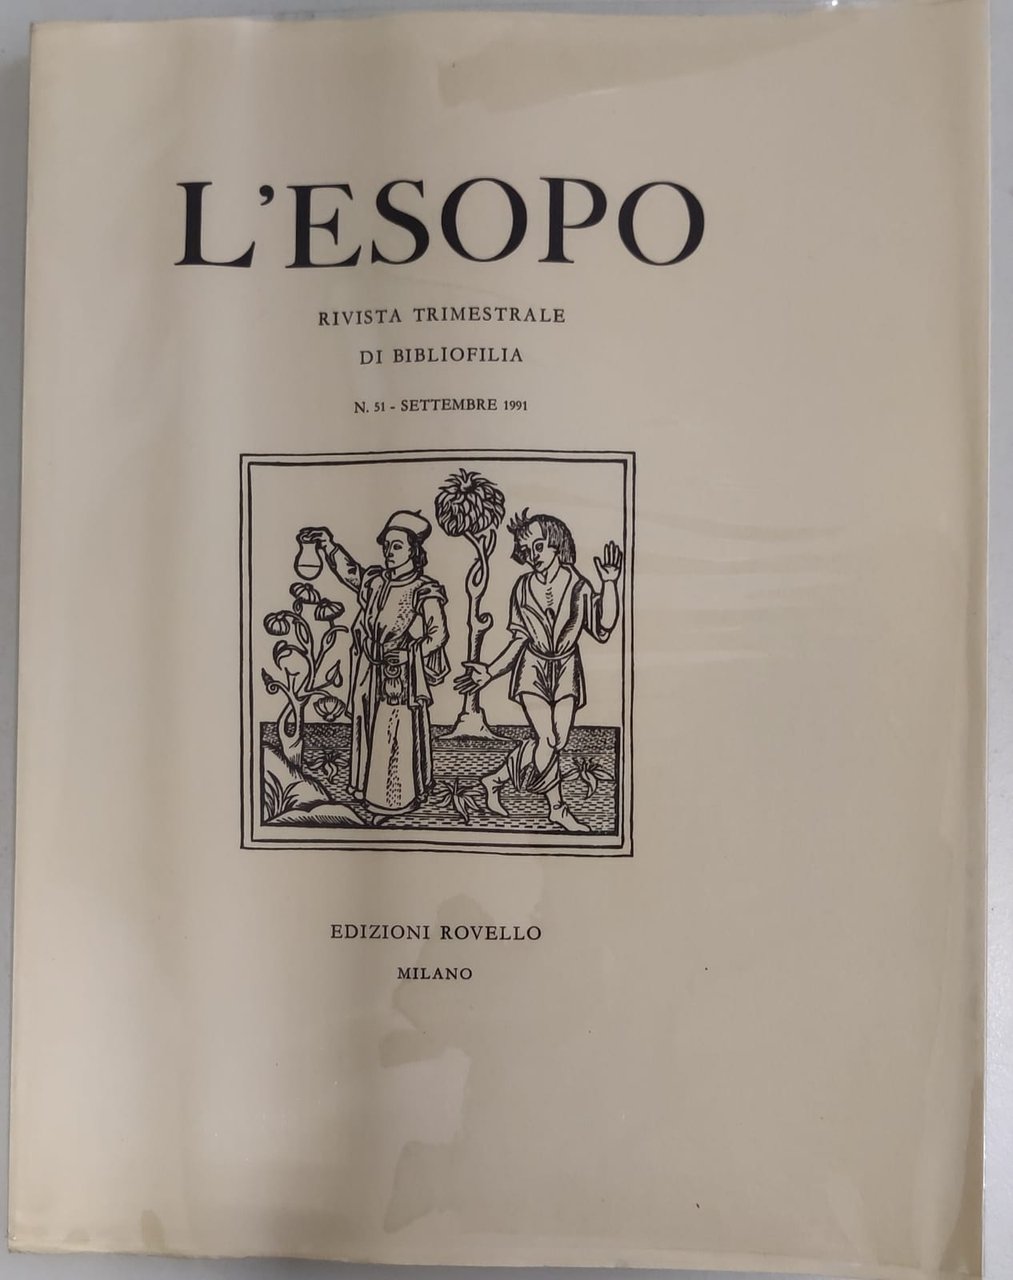 L'ESOPO
RIVISTA TRIMESTRALE
DI BIBLIOFILIA
N. 51 - SETTEMBRE 1991
EDIZIONI ROVELLO
MILANO